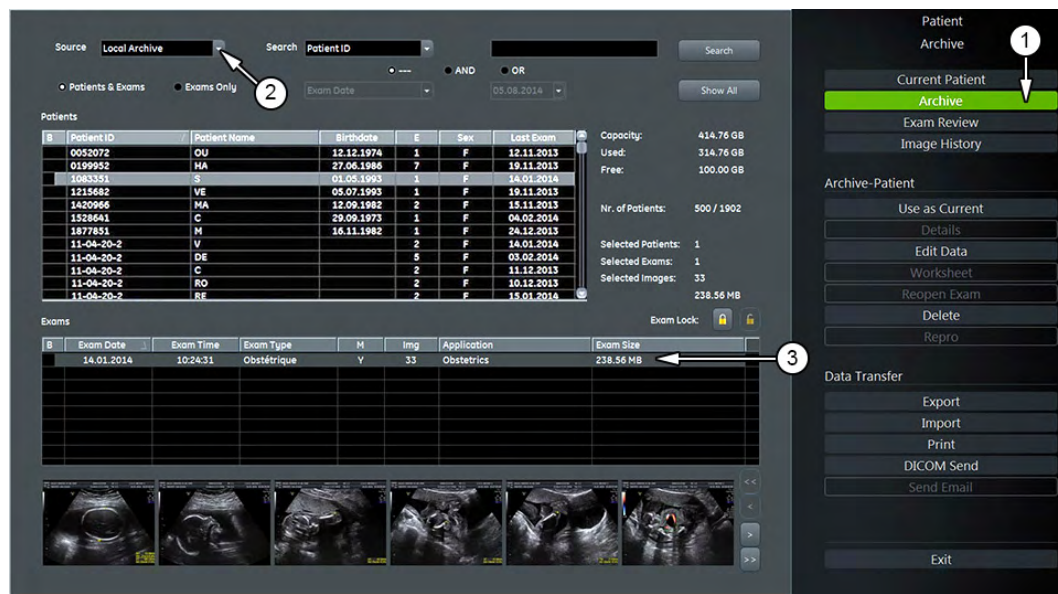 Source Local Archive Search Patient ID Search
--- AND OR
Patients & Exams Exams Only Exam Date 05.08.2014 Show All
Patients
B Patient ID / Patient Name Birthdate E Sex Last Exam
0052072 OU 12.12.1974 1 F 12.11.2013
0199952 HA 27.06.1986 7 F 19.11.2013
1083351 S 01.05.1993 1 F 14.01.2014
1215682 VE 05.07.1993 1 F 19.11.2013
1420966 MA 12.09.1982 2 F 15.11.2013
1528641 C 29.09.1973 1 F 04.02.2014
1877851 M 16.11.1982 1 F 24.12.2013
11-04-20-2 V 2 F 14.01.2014
11-04-20-2 DE 5 F 03.02.2014
11-04-20-2 C 2 F 11.12.2013
11-04-20-2 RO 2 F 10.12.2013
11-04-20-2 RE 2 F 15.01.2014
Capacity: 414.76 GB
Used: 314.76 GB
Free: 100.00 GB
Nr. of Patients: 500 / 1902
Selected Patients: 1
Selected Exams: 1
Selected Images: 33
238.56 MB
Exams
Exam Lock:
B Exam Date Exam Time Exam Type M Img Application Exam Size
14.01.2014 10:24:31 Obstétrique Y 33 Obstetrics 238.56 MB
<<
<
>
>>
Patient
Archive
Current Patient
Archive
Exam Review
Image History
Archive-Patient
Use as Current
Details
Edit Data
Worksheet
Reopen Exam
Delete
Repro
Data Transfer
Export
Import
Print
DICOM Send
Send Email
Exit
1
2
3